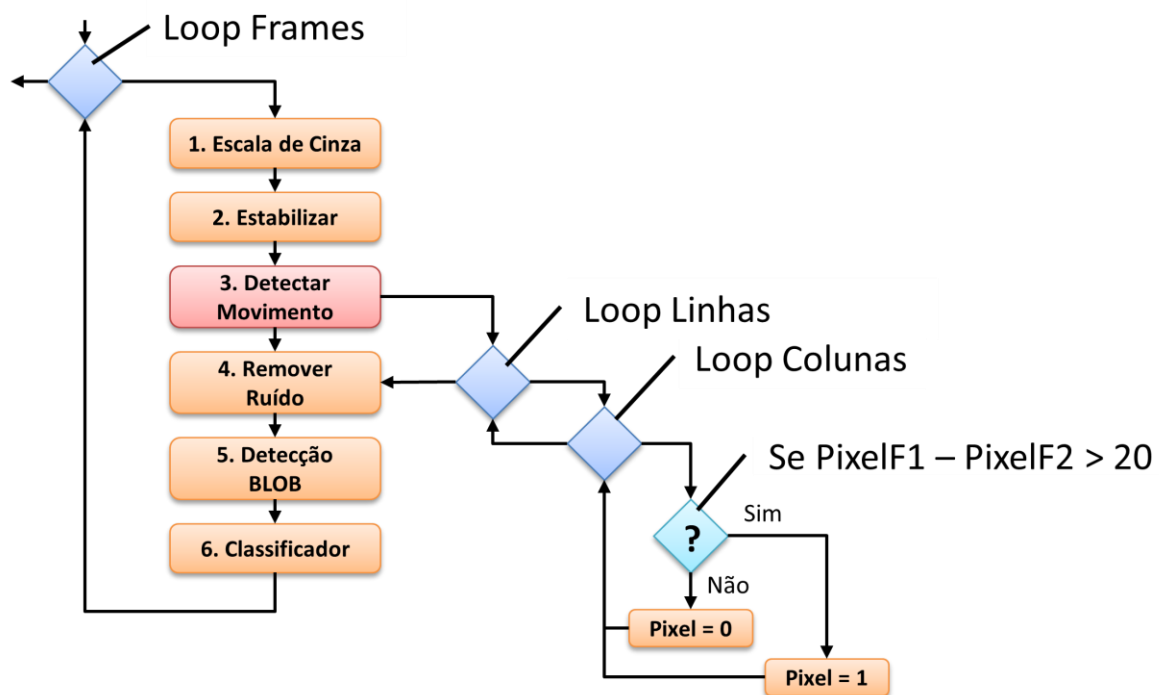 Loop Frames
1. Escala de Cinza
2. Estabilizar
3. Detectar
Movimento
Loop Linhas
Loop Colunas
4. Remover
Ruído
5. Detecção
BLOB
Se PixelF1 – PixelF2 > 20
Sim
?
6. Classificador
Não
Pixel = 0
Pixel = 1